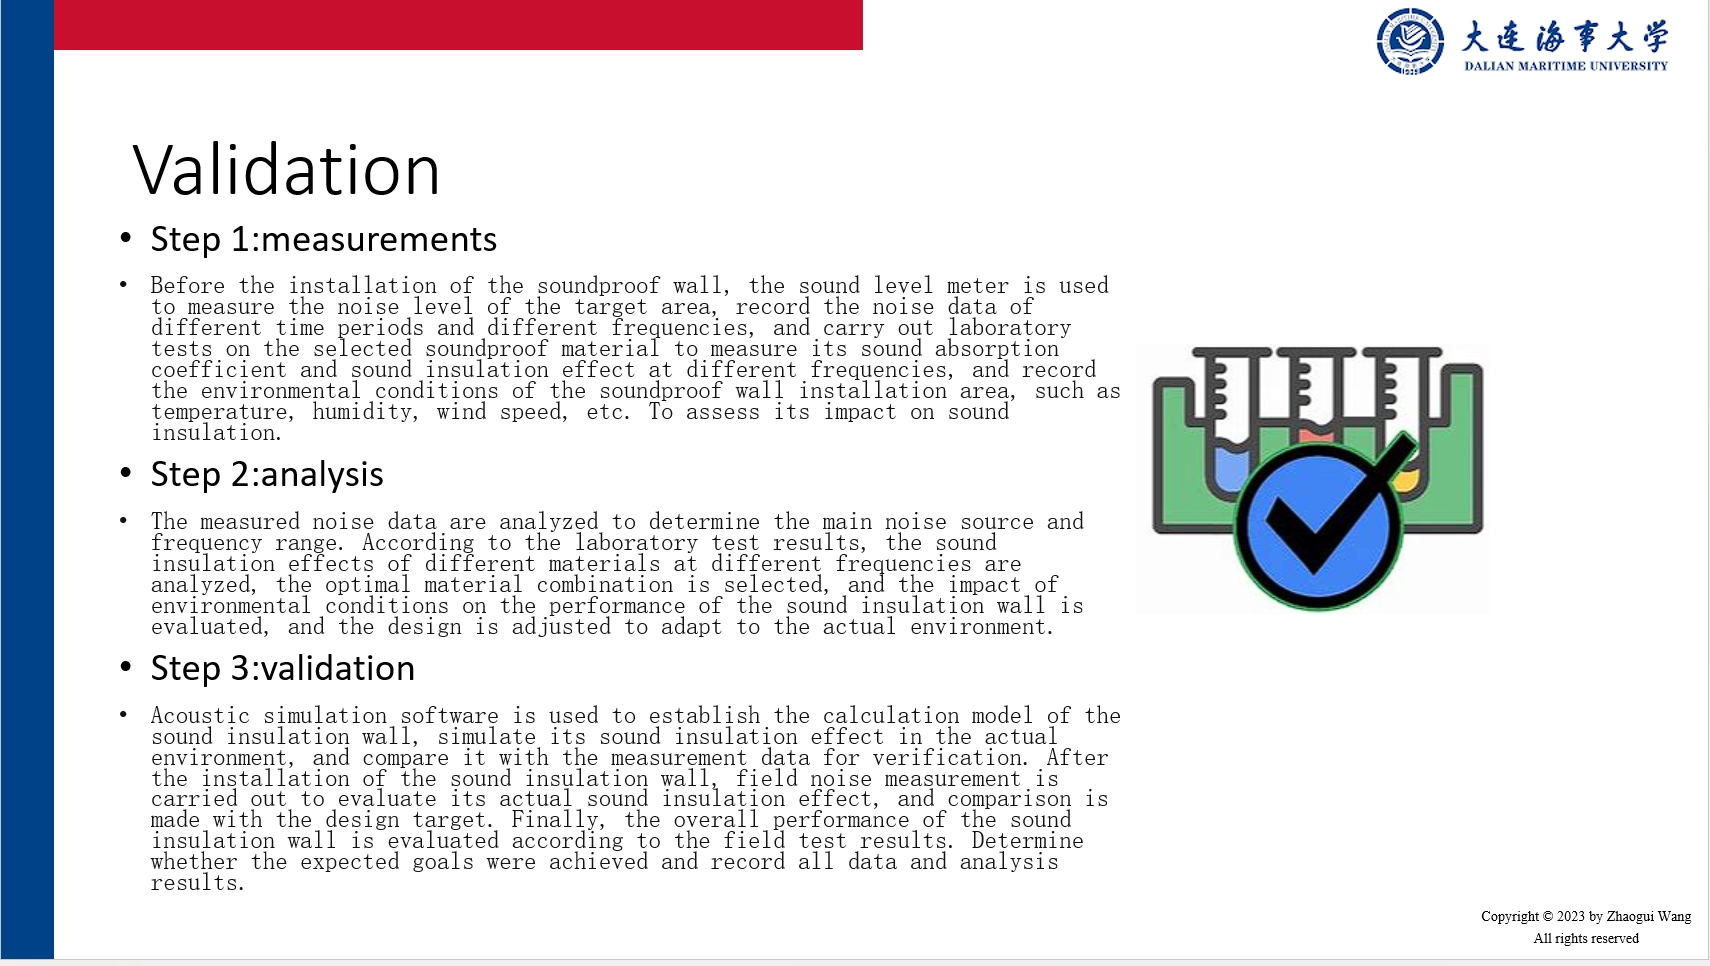 大连海事大学
DALIAN MARITIME UNIVERSITY
Validation
• Step 1:measurements
• Before the installation of the soundproof wall, the sound level meter is used
to measure the noise level of the target area, record the noise data of
different time periods and different frequencies, and carry out laboratory
tests on the selected soundproof material to measure its sound absorption
coefficient and sound insulation effect at different frequencies, and record
the environmental conditions of the soundproof wall installation area, such as
temperature, humidity, wind speed, etc. To assess its impact on sound
insulation.
• Step 2:analysis
• The measured noise data are analyzed to determine the main noise source and
frequency range. According to the laboratory test results, the sound
insulation effects of different materials at different frequencies are
analyzed, the optimal material combination is selected, and the impact of
environmental conditions on the performance of the sound insulation wall is
evaluated, and the design is adjusted to adapt to the actual environment.
• Step 3:validation
• Acoustic simulation software is used to establish the calculation model of the
sound insulation wall, simulate its sound insulation effect in the actual
environment, and compare it with the measurement data for verification. After
the installation of the sound insulation wall, field noise measurement is
carried out to evaluate its actual sound insulation effect, and comparison is
made with the design target. Finally, the overall performance of the sound
insulation wall is evaluated according to the field test results. Determine
whether the expected goals were achieved and record all data and analysis
results.
Copyright © 2023 by Zhaogui Wang
All rights reserved